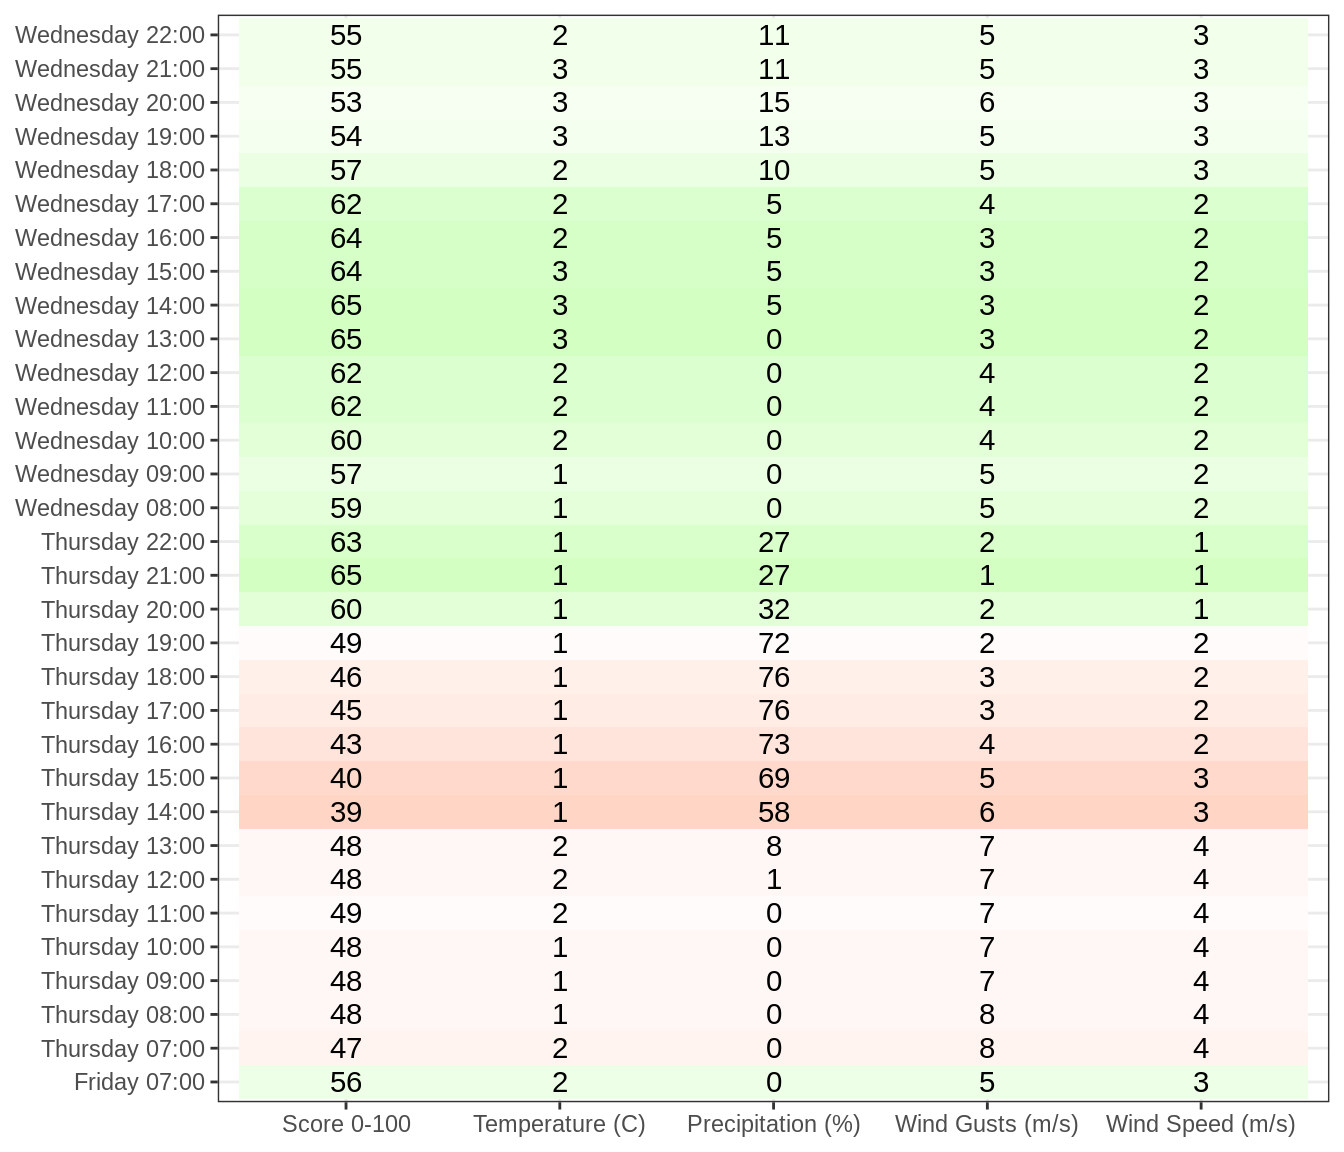 Wednesday 22:00 55 2 11 5 3
Wednesday 21:00 55 3 11 5 3
Wednesday 20:00 53 3 15 6 3
Wednesday 19:00 54 3 13 5 3
Wednesday 18:00 57 2 10 5 3
Wednesday 17:00 62 2 5 4 2
Wednesday 16:00 64 2 5 3 2
Wednesday 15:00 64 3 5 3 2
Wednesday 14:00 65 3 5 3 2
Wednesday 13:00 65 3 0 3 2
Wednesday 12:00 62 2 0 4 2
Wednesday 11:00 62 2 0 4 2
Wednesday 10:00 60 2 0 4 2
Wednesday 09:00 57 1 0 5 2
Wednesday 08:00 59 1 0 5 2
Thursday 22:00 63 1 27 2 1
Thursday 21:00 65 1 27 1 1
Thursday 20:00 60 1 32 2 1
Thursday 19:00 49 1 72 2 2
Thursday 18:00 46 1 76 3 2
Thursday 17:00 45 1 76 3 2
Thursday 16:00 43 1 73 4 2
Thursday 15:00 40 1 69 5 3
Thursday 14:00 39 1 58 6 3
Thursday 13:00 48 2 8 7 4
Thursday 12:00 48 2 1 7 4
Thursday 11:00 49 2 0 7 4
Thursday 10:00 48 1 0 7 4
Thursday 09:00 48 1 0 7 4
Thursday 08:00 48 1 0 8 4
Thursday 07:00 47 2 0 8 4
Friday 07:00 56 2 0 5 3
Score 0-100 Temperature (C) Precipitation (%) Wind Gusts (m/s) Wind Speed (m/s)